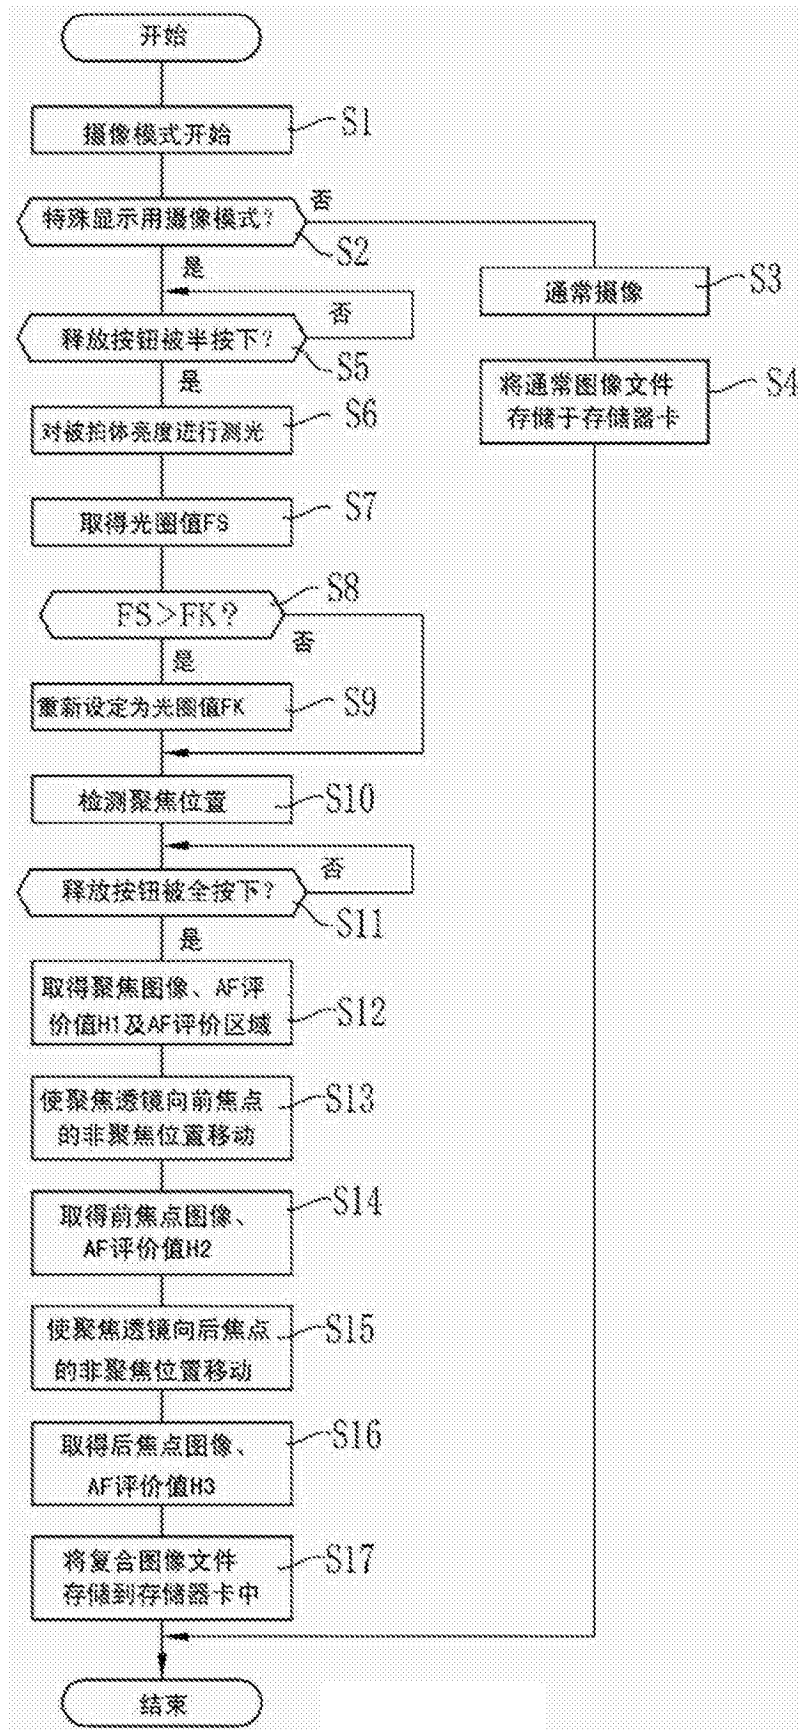 开始
摄像模式开始
S1
特殊显示用摄像模式?
否
S2
是
通常摄像
S3
否
释放按钮被半按下?
S5
是
将通常图像文件
存储于存储器卡
S4
对被拍体亮度进行测光
S6
取得光圈值FS
S7
FS>FK?
S8
否
是
重新设定为光圈值FK
S9
检测聚焦位置
S10
否
释放按钮被全按下?
S11
是
取得聚焦图像、AF评
价值H1及AF评价区域
S12
使聚焦透镜向前焦点
的非聚焦位置移动
S13
取得前焦点图像、
AF评价值H2
S14
使聚焦透镜向后焦点
的非聚焦位置移动
S15
取得后焦点图像、
AF评价值H3
S16
将复合图像文件
存储到存储器卡中
S17
结束